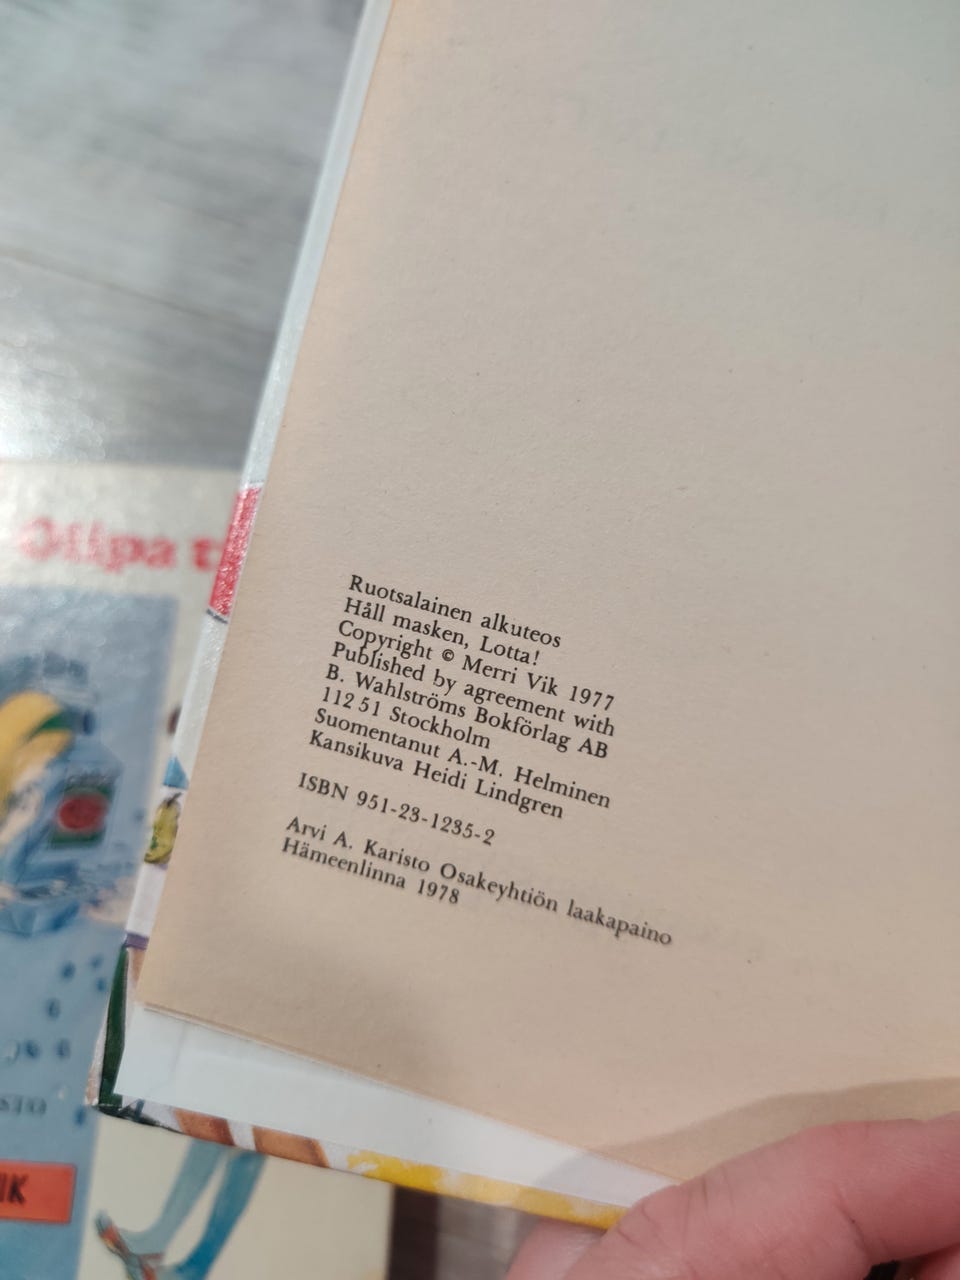 Ruotsalainen alkuteos
Håll masken, Lotta!
Copyright © Merri Vik 1977
Published by agreement with
B. Wahlströms Bokförlag AB
112 51 Stockholm
Suomentanut A.-M. Helminen
Kansikuva Heidi Lindgren
ISBN 951-23-1235-2
Arvi A. Karisto Osakeyhtiön laakapaino
Hämeenlinna 1978
Olipa